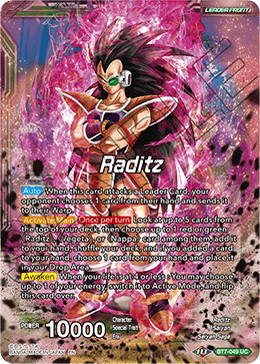 LEADER FRONT
Raditz
Auto When this card attacks a Leader Card, your
opponent chooses 1 card from their hand and sends it
to their Warp.
Activate Main Once per turn Look at up to 5 cards from
the top of your deck, then choose up to 1 red or green
Raditz, Vegeta, or Nappa card among them, add it
to your hand, shuffle your deck, and if you added a card
to your hand, choose 1 card from your hand and place it
in your Drop Area.
Awaken When your life is at 4 or less: You may choose
up to 1 of your energy, switch it to Active Mode, and flip
this card over.
POWER 10000
Character Raditz
Special Trait Saiyan
Era Saiyan Saga
BT7-049 UC